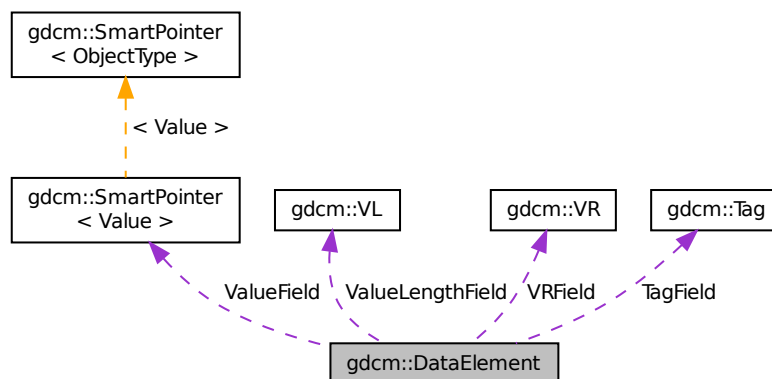 gdcm::SmartPointer
< ObjectType >
< Value >
gdcm::SmartPointer
< Value >
gdcm::VL
gdcm::VR
gdcm::Tag
ValueField
ValueLengthField
VRField
TagField
gdcm::DataElement